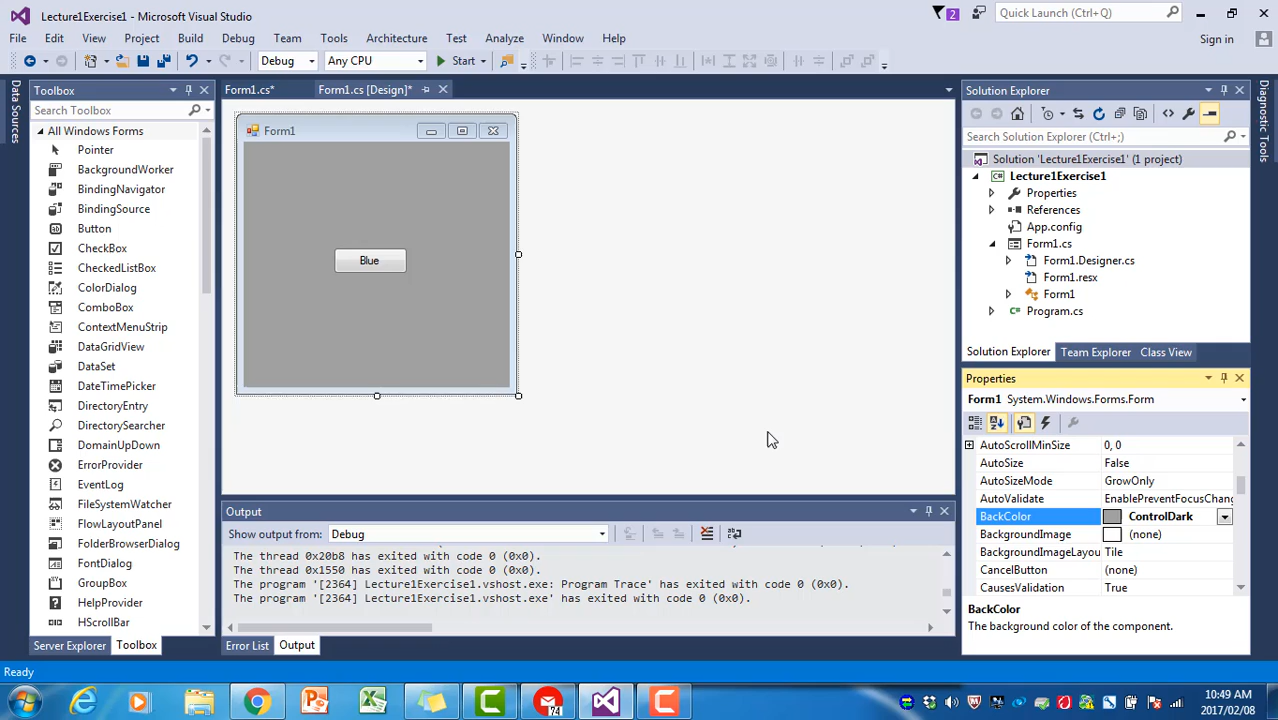 Lecture1Exercise1 - Microsoft Visual Studio
2
Quick Launch (Ctrl+Q)
File Edit View Project Build Debug Team Tools Architecture Test Analyze Window Help
Sign in
Debug Any CPU Start
Data Sources
Toolbox
Search Toolbox
All Windows Forms
Pointer
BackgroundWorker
BindingNavigator
BindingSource
Button
CheckBox
CheckedListBox
ColorDialog
ComboBox
ContextMenuStrip
DataGridView
DataSet
DateTimePicker
DirectoryEntry
DirectorySearcher
DomainUpDown
ErrorProvider
EventLog
FileSystemWatcher
FlowLayoutPanel
FolderBrowserDialog
FontDialog
GroupBox
HelpProvider
HScrollBar
Server Explorer Toolbox
Form1.cs* Form1.cs [Design]*
Form1
Blue
Output
Show output from: Debug
The thread 0x20b8 has exited with code 0 (0x0).
The thread 0x1550 has exited with code 0 (0x0).
The program '[2364] Lecture1Exercise1.vshost.exe: Program Trace' has exited with code 0 (0x0).
The program '[2364] Lecture1Exercise1.vshost.exe' has exited with code 0 (0x0).
Error List Output
Solution Explorer
Search Solution Explorer (Ctrl+;)
Solution 'Lecture1Exercise1' (1 project)
C# Lecture1Exercise1
Properties
References
App.config
Form1.cs
Form1.Designer.cs
Form1.resx
Form1
C# Program.cs
Solution Explorer Team Explorer Class View
Diagnostic Tools
Properties
Form1 System.Windows.Forms.Form
AutoScrollMinSize 0, 0
AutoSize False
AutoSizeMode GrowOnly
AutoValidate EnablePreventFocusChang
BackColor ControlDark
BackgroundImage (none)
BackgroundImageLayou Tile
CancelButton (none)
CausesValidation True
BackColor
The background color of the component.
Ready
74
10:49 AM
2017/02/08